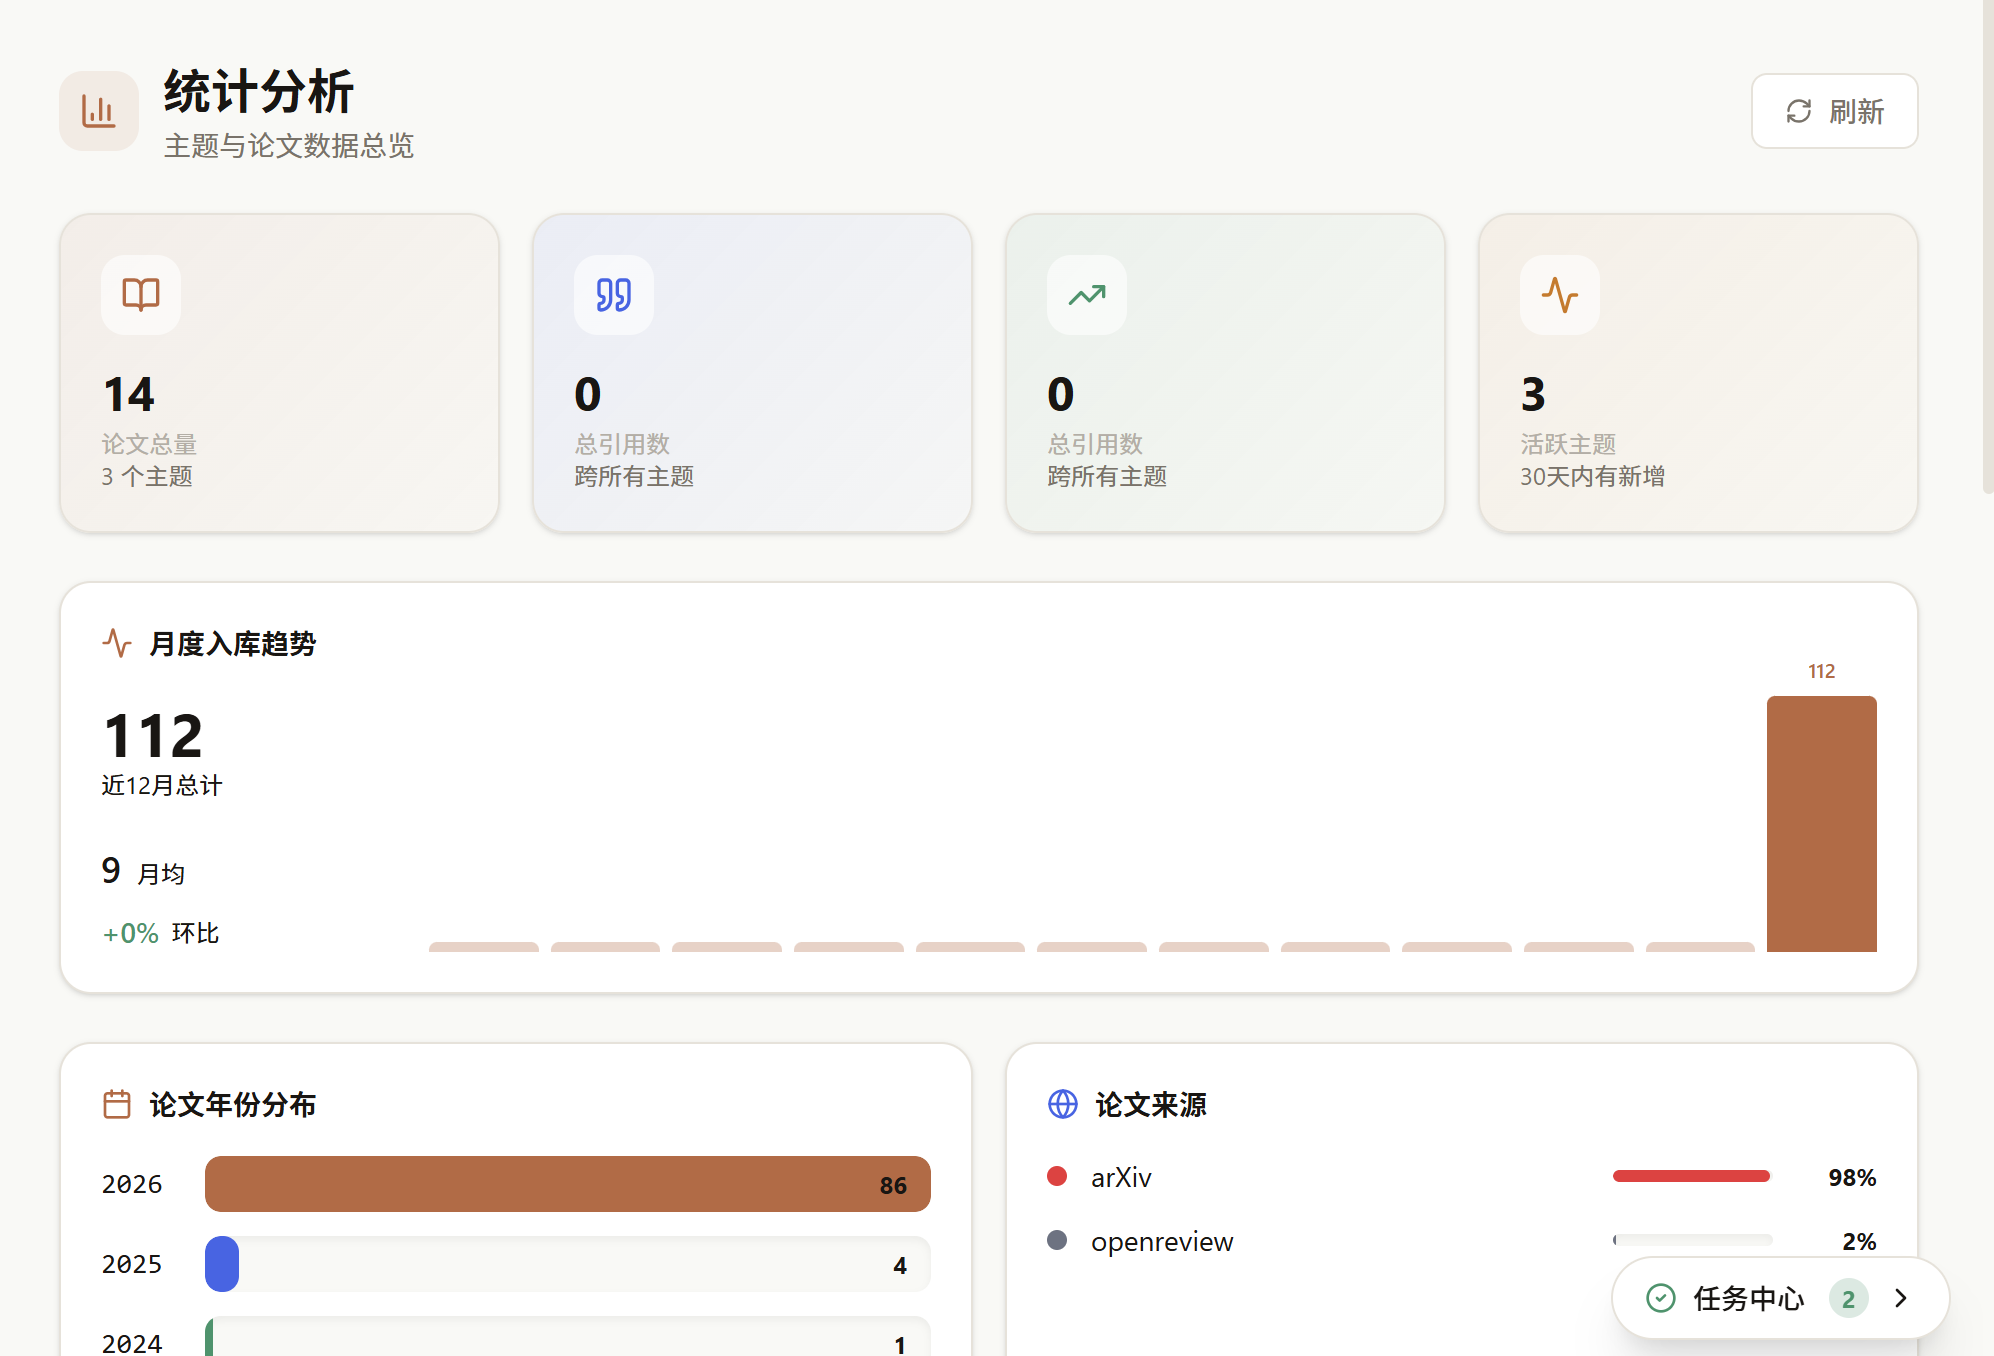 统计分析
主题与论文数据总览
刷新
14
论文总量
3 个主题
0
总引用数
跨所有主题
0
总引用数
跨所有主题
3
活跃主题
30天内有新增
月度入库趋势
112
近12月总计
9 月均
+0% 环比
112
论文年份分布
2026 86
2025 4
2024 1
论文来源
arXiv 98%
openreview 2%
任务中心 2